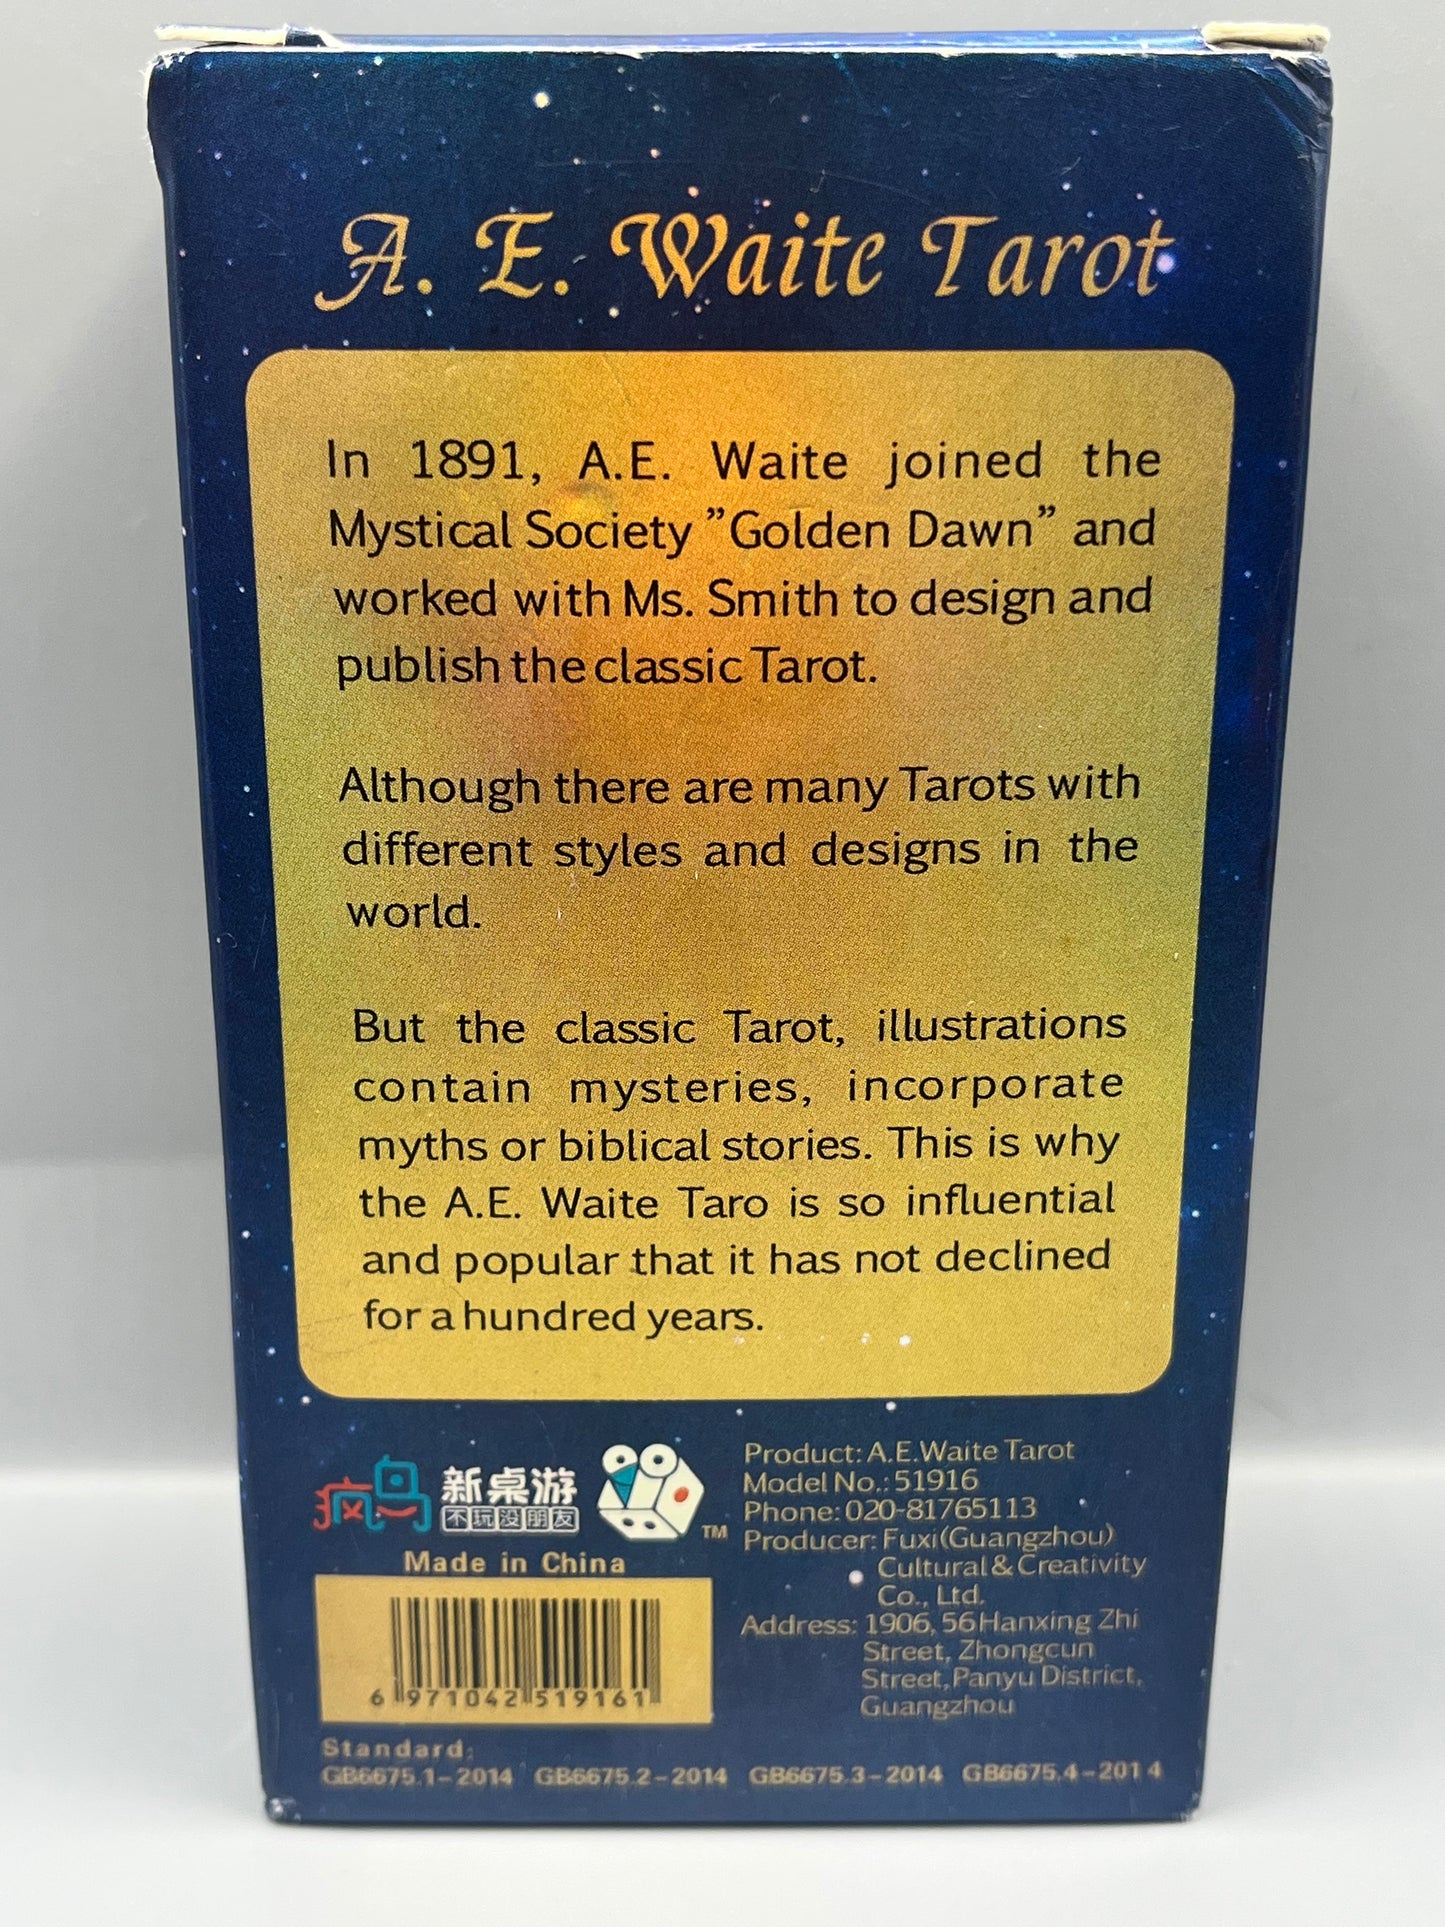 A. E. Waite Tarot
In 1891, A.E. Waite joined the
Mystical Society ”Golden Dawn” and
worked with Ms. Smith to design and
publish the classic Tarot.
Although there are many Tarots with
different styles and designs in the
world.
But the classic Tarot, illustrations
contain mysteries, incorporate
myths or biblical stories. This is why
the A.E. Waite Taro is so influential
and popular that it has not declined
for a hundred years.
疯鸟
新桌游
不玩没朋友
TM
Made in China
6 971042 519161
Product: A.E.Waite Tarot
Model No.: 51916
Phone: 020-81765113
Producer: Fuxi(Guangzhou)
Cultural&Creativity
Co., Ltd.
Address: 1906, 56Hanxing Zhi
Street, Zhongcun
Street,Panyu District,
Guangzhou
Standard:
GB6675.1-2014 GB6675.2-2014 GB6675.3-2014 GB6675.4-2014